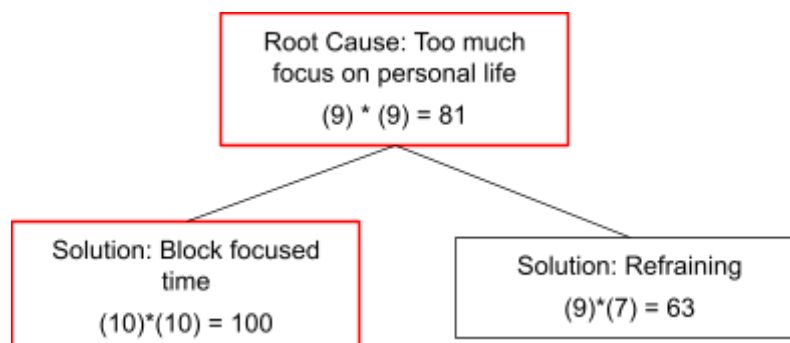 Root Cause: Too much
focus on personal life
(9) * (9) = 81
Solution: Block focused
time
(10)*(10) = 100
Solution: Refraining
(9)*(7) = 63